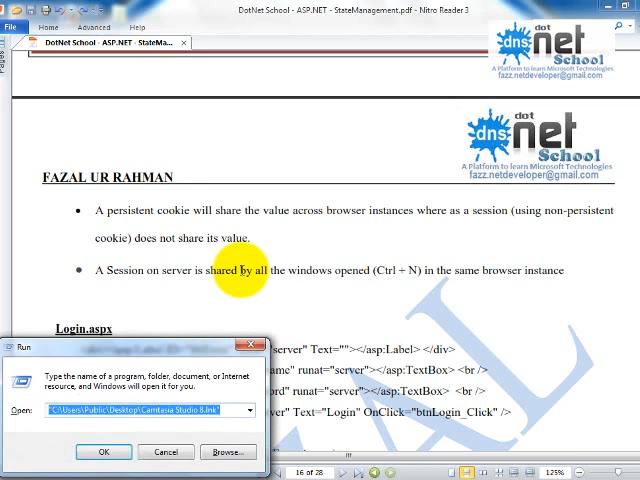 DotNet School - ASP.NET - StateManagement.pdf - Nitro Reader 3
File Home Advanced Help
DotNet School - ASP.NET - StateMa...
Pages
dot
dns net
School
A Platform to learn Microsoft Technologies
fazz.netdeveloper@gmail.com
dot
dns net
School
A Platform to learn Microsoft Technologies
fazz.netdeveloper@gmail.com
FAZAL UR RAHMAN
• A persistent cookie will share the value across browser instances where as a session (using non-persistent
cookie) does not share its value.
• A Session on server is shared by all the windows opened (Ctrl + N) in the same browser instance
Login.aspx
"server" Text=""></asp:Label> </div>
name" runat="server"></asp:TextBox> <br />
ord" runat="server"></asp:TextBox> <br />
ver" Text="Login" OnClick="btnLogin_Click" />
Run
Type the name of a program, folder, document, or Internet
resource, and Windows will open it for you.
Open: "C:\Users\Public\Desktop\Camtasia Studio 8.lnk"
OK Cancel Browse...
16 of 28
125%